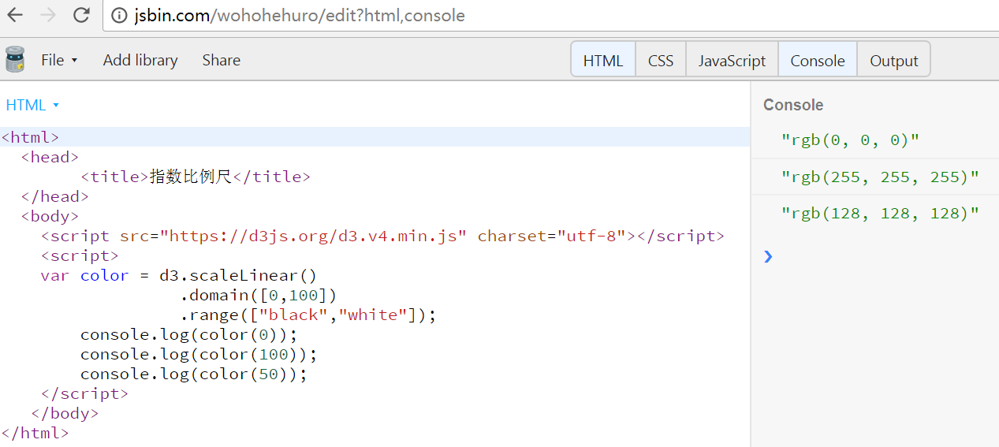 jsbin.com/wohohehuro/edit?html,console
File Add library Share HTML CSS JavaScript Console Output
HTML
<html>
<head>
<title>指数比例尺</title>
</head>
<body>
<script src="https://d3js.org/d3.v4.min.js" charset="utf-8"></script>
<script>
var color = d3.scaleLinear()
.domain([0,100])
.range(["black","white"]);
console.log(color(0));
console.log(color(100));
console.log(color(50));
</script>
</body>
</html>
Console
"rgb(0, 0, 0)"
"rgb(255, 255, 255)"
"rgb(128, 128, 128)"